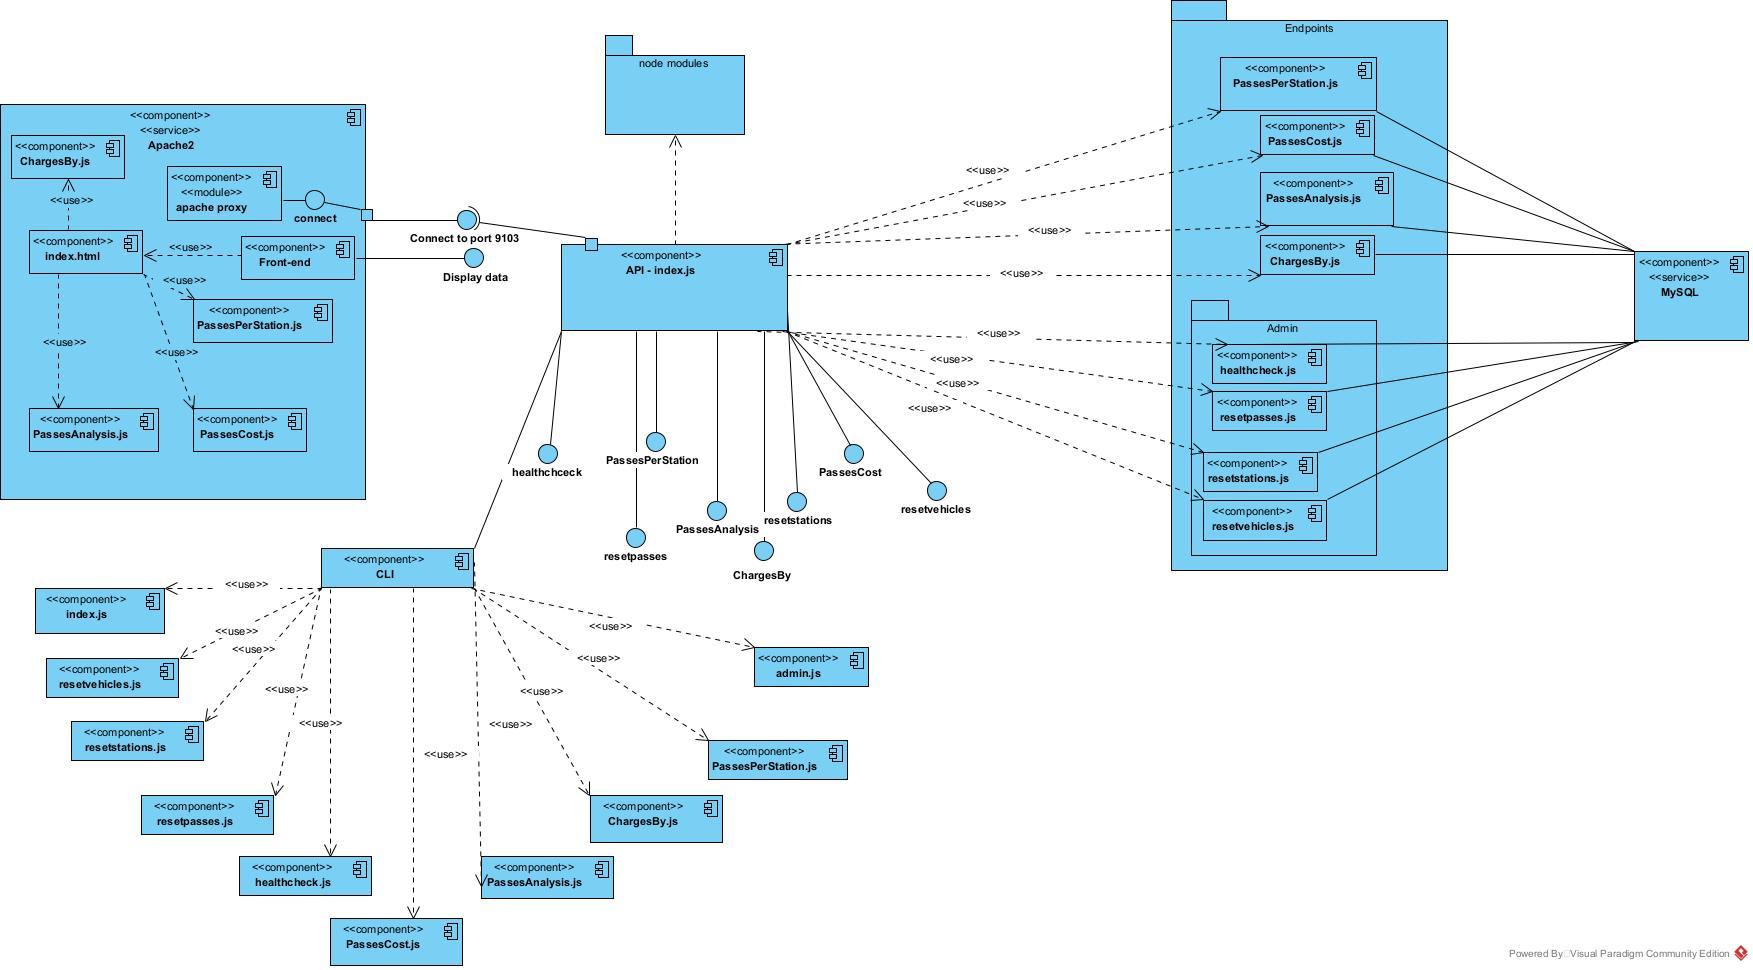 Endpoints
<<component>>
PassesPerStation.js
<<component>>
PassesCost.js
<<component>>
PassesAnalysis.js
<<component>>
ChargesBy.js
Admin
<<component>>
healthcheck.js
<<component>>
resetpasses.js
<<component>>
resetstations.js
<<component>>
resetvehicles.js
node modules
<<component>>
<<service>>
Apache2
<<component>>
ChargesBy.js
<<use>>
<<component>>
<<module>>
apache proxy
connect
<<component>>
index.html
<<use>>
<<component>>
Front-end
<<use>>
<<component>>
PassesPerStation.js
<<use>>
<<use>>
<<component>>
PassesAnalysis.js
<<component>>
PassesCost.js
Connect to port 9103
Display data
<<component>>
API - index.js
<<use>>
<<use>>
<<use>>
<<use>>
<<use>>
<<use>>
<<use>>
<<use>>
<<component>>
<<service>>
MySQL
healthchceck
PassesPerStation
PassesCost
resetvehicles
resetstations
PassesAnalysis
resetpasses
ChargesBy
<<component>>
CLI
<<use>>
<<component>>
index.js
<<use>>
<<use>>
<<component>>
resetvehicles.js
<<use>>
<<use>>
<<component>>
resetstations.js
<<component>>
resetpasses.js
<<component>>
healthcheck.js
<<use>>
<<component>>
PassesCost.js
<<use>>
<<component>>
PassesAnalysis.js
<<use>>
<<component>>
ChargesBy.js
<<use>>
<<component>>
PassesPerStation.js
<<use>>
<<component>>
admin.js
Powered By Visual Paradigm Community Edition